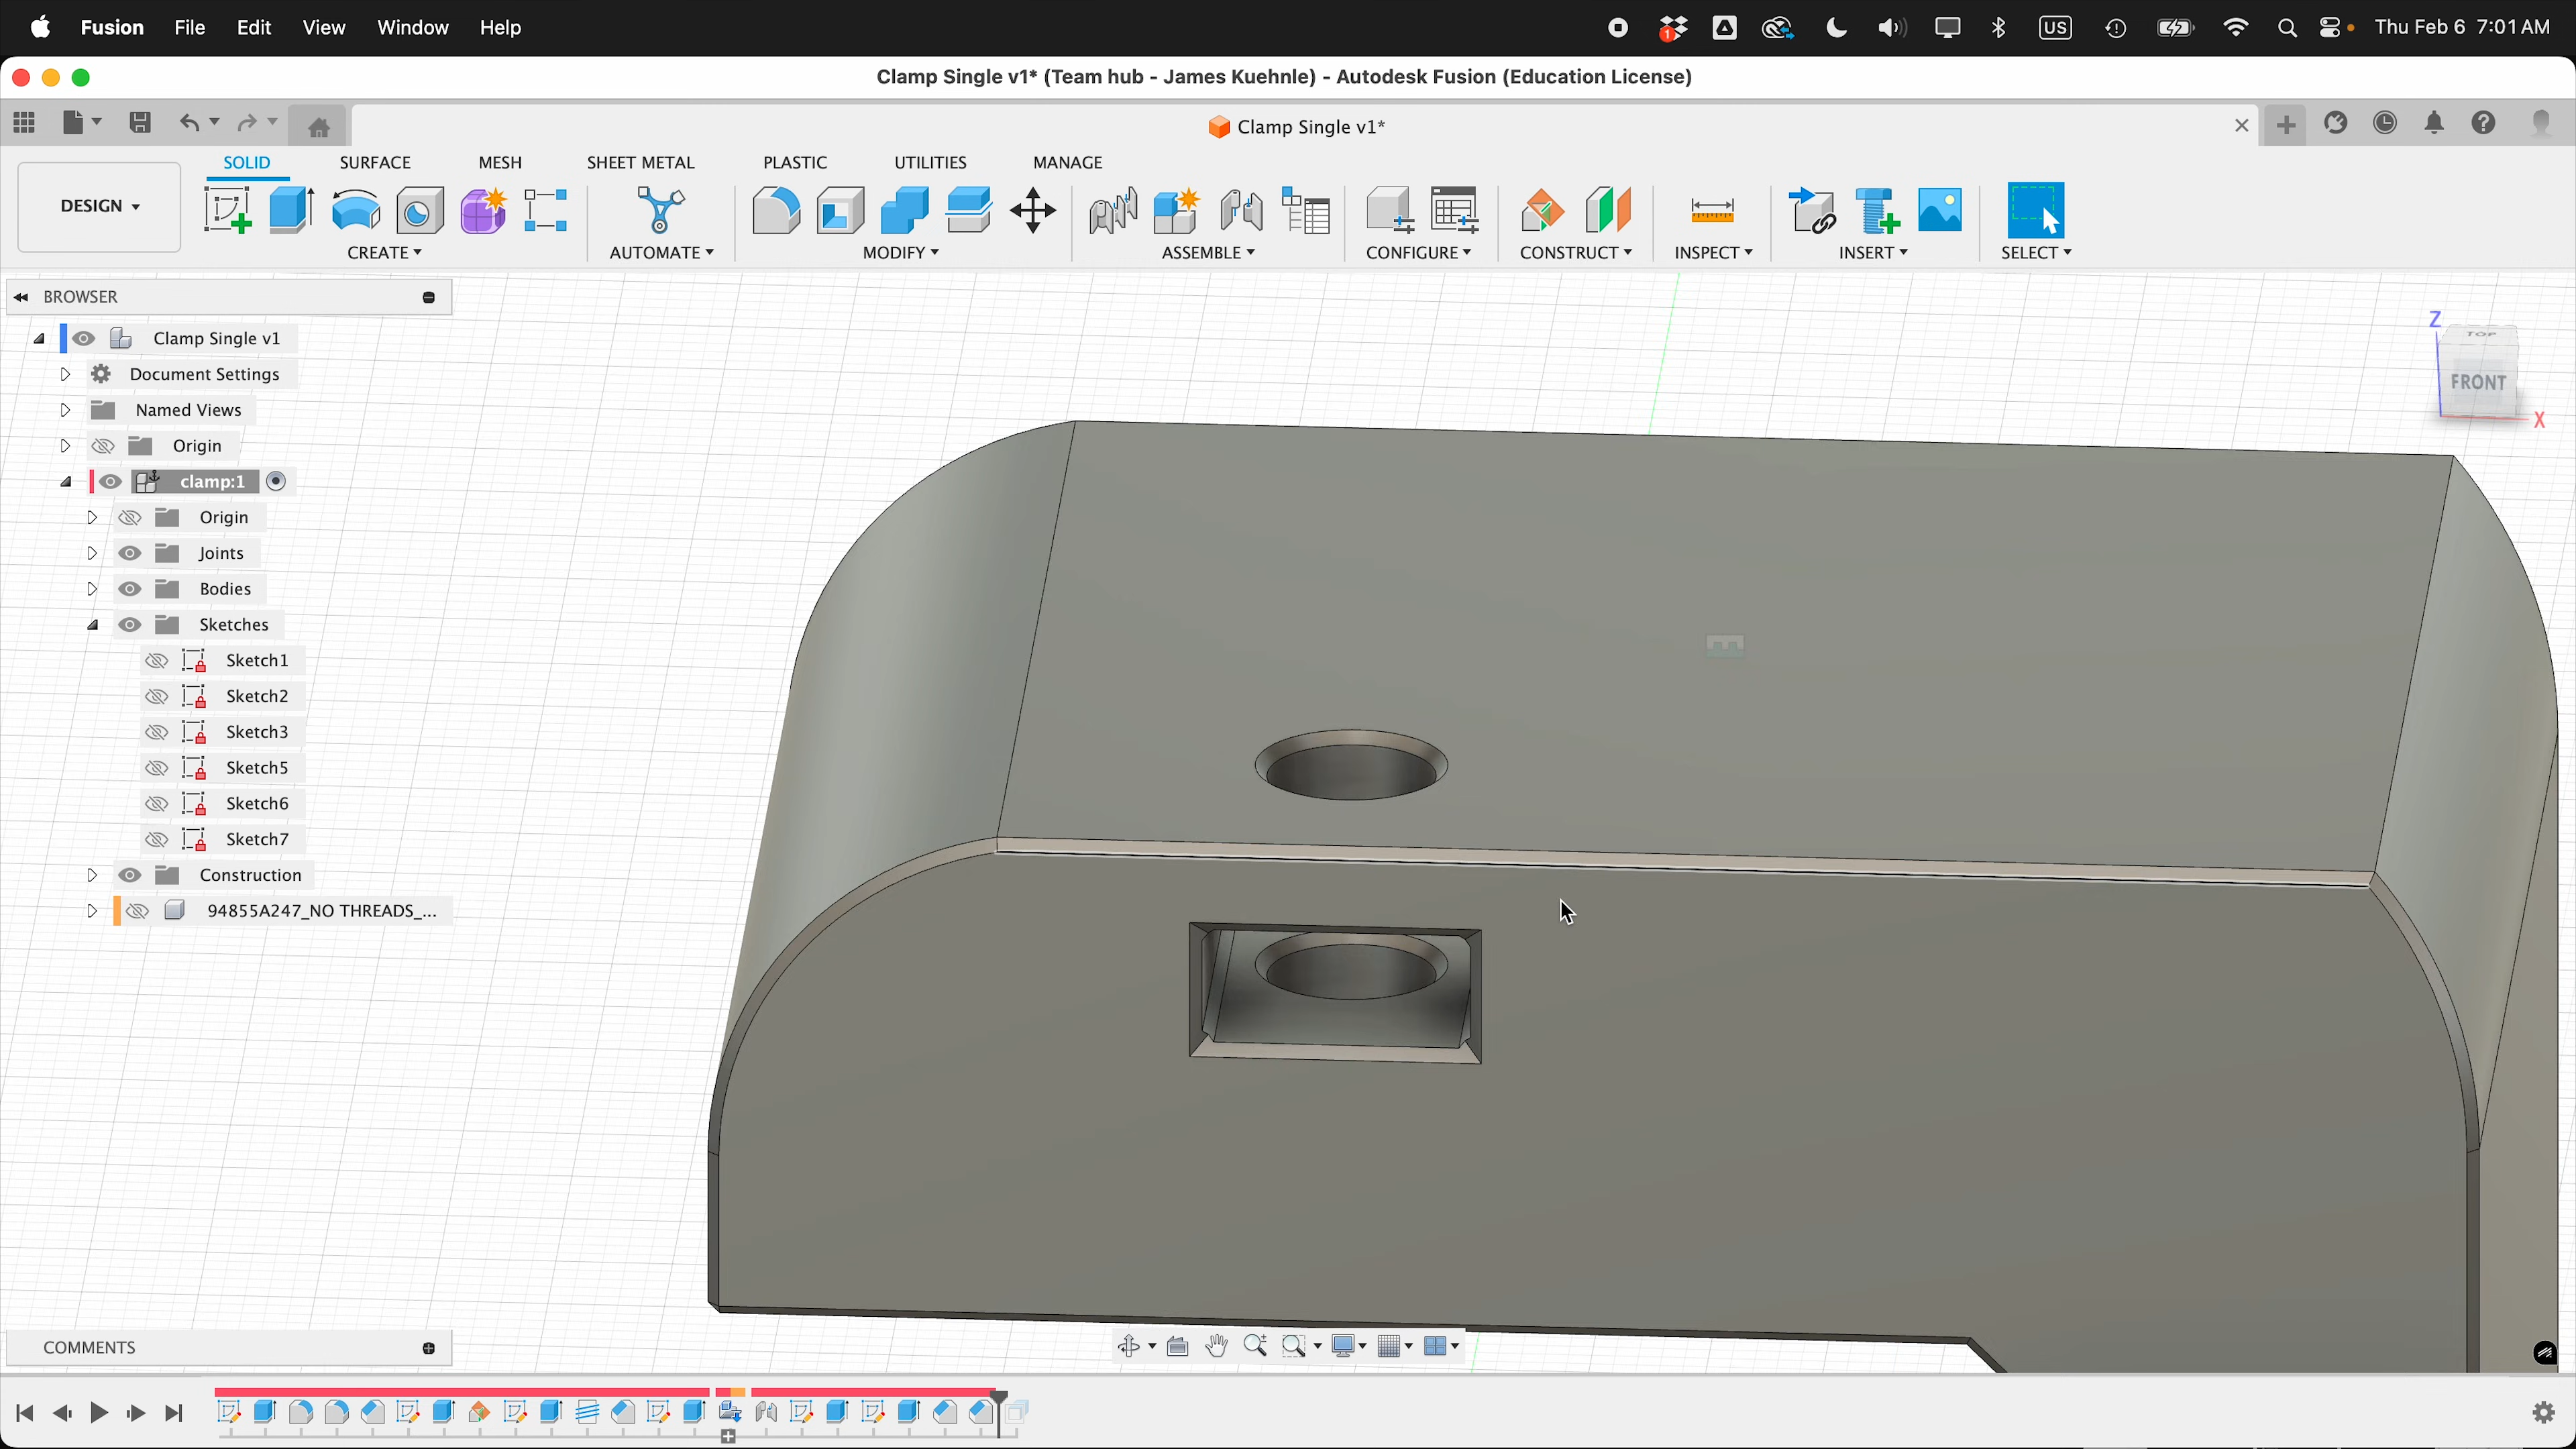 Fusion File Edit View Window Help 1 US Thu Feb 6 7:01 AM
Clamp Single v1* (Team hub - James Kuehnle) - Autodesk Fusion (Education License)
Clamp Single v1*
SOLID SURFACE MESH SHEET METAL PLASTIC UTILITIES MANAGE
DESIGN
CREATE AUTOMATE MODIFY ASSEMBLE CONFIGURE CONSTRUCT INSPECT INSERT SELECT
BROWSER
Clamp Single v1
Document Settings
Named Views
Origin
clamp:1
Origin
Joints
Bodies
Sketches
Sketch1
Sketch2
Sketch3
Sketch5
Sketch6
Sketch7
Construction
94855A247_NO THREADS_...
Z
TOP
FRONT
X
COMMENTS